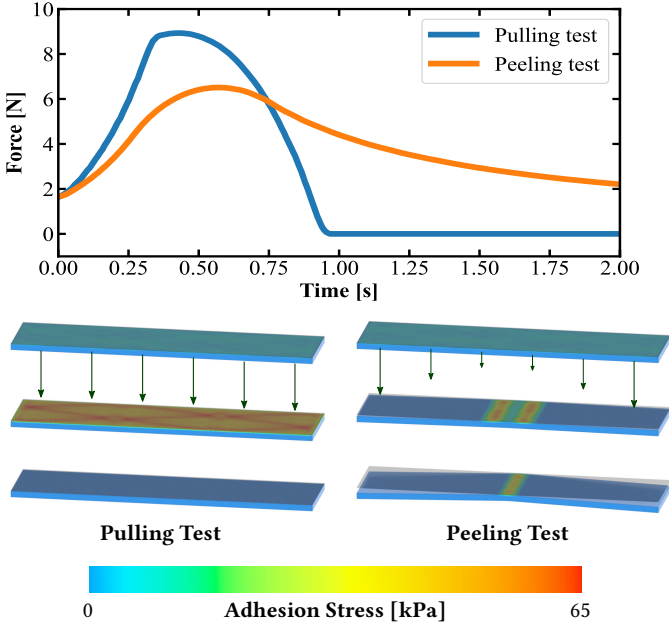 10
8
6
4
2
0
Force [N]
Pulling test
Peeling test
0.00 0.25 0.50 0.75 1.00 1.25 1.50 1.75 2.00
Time [s]
Pulling Test Peeling Test
0 Adhesion Stress [kPa] 65